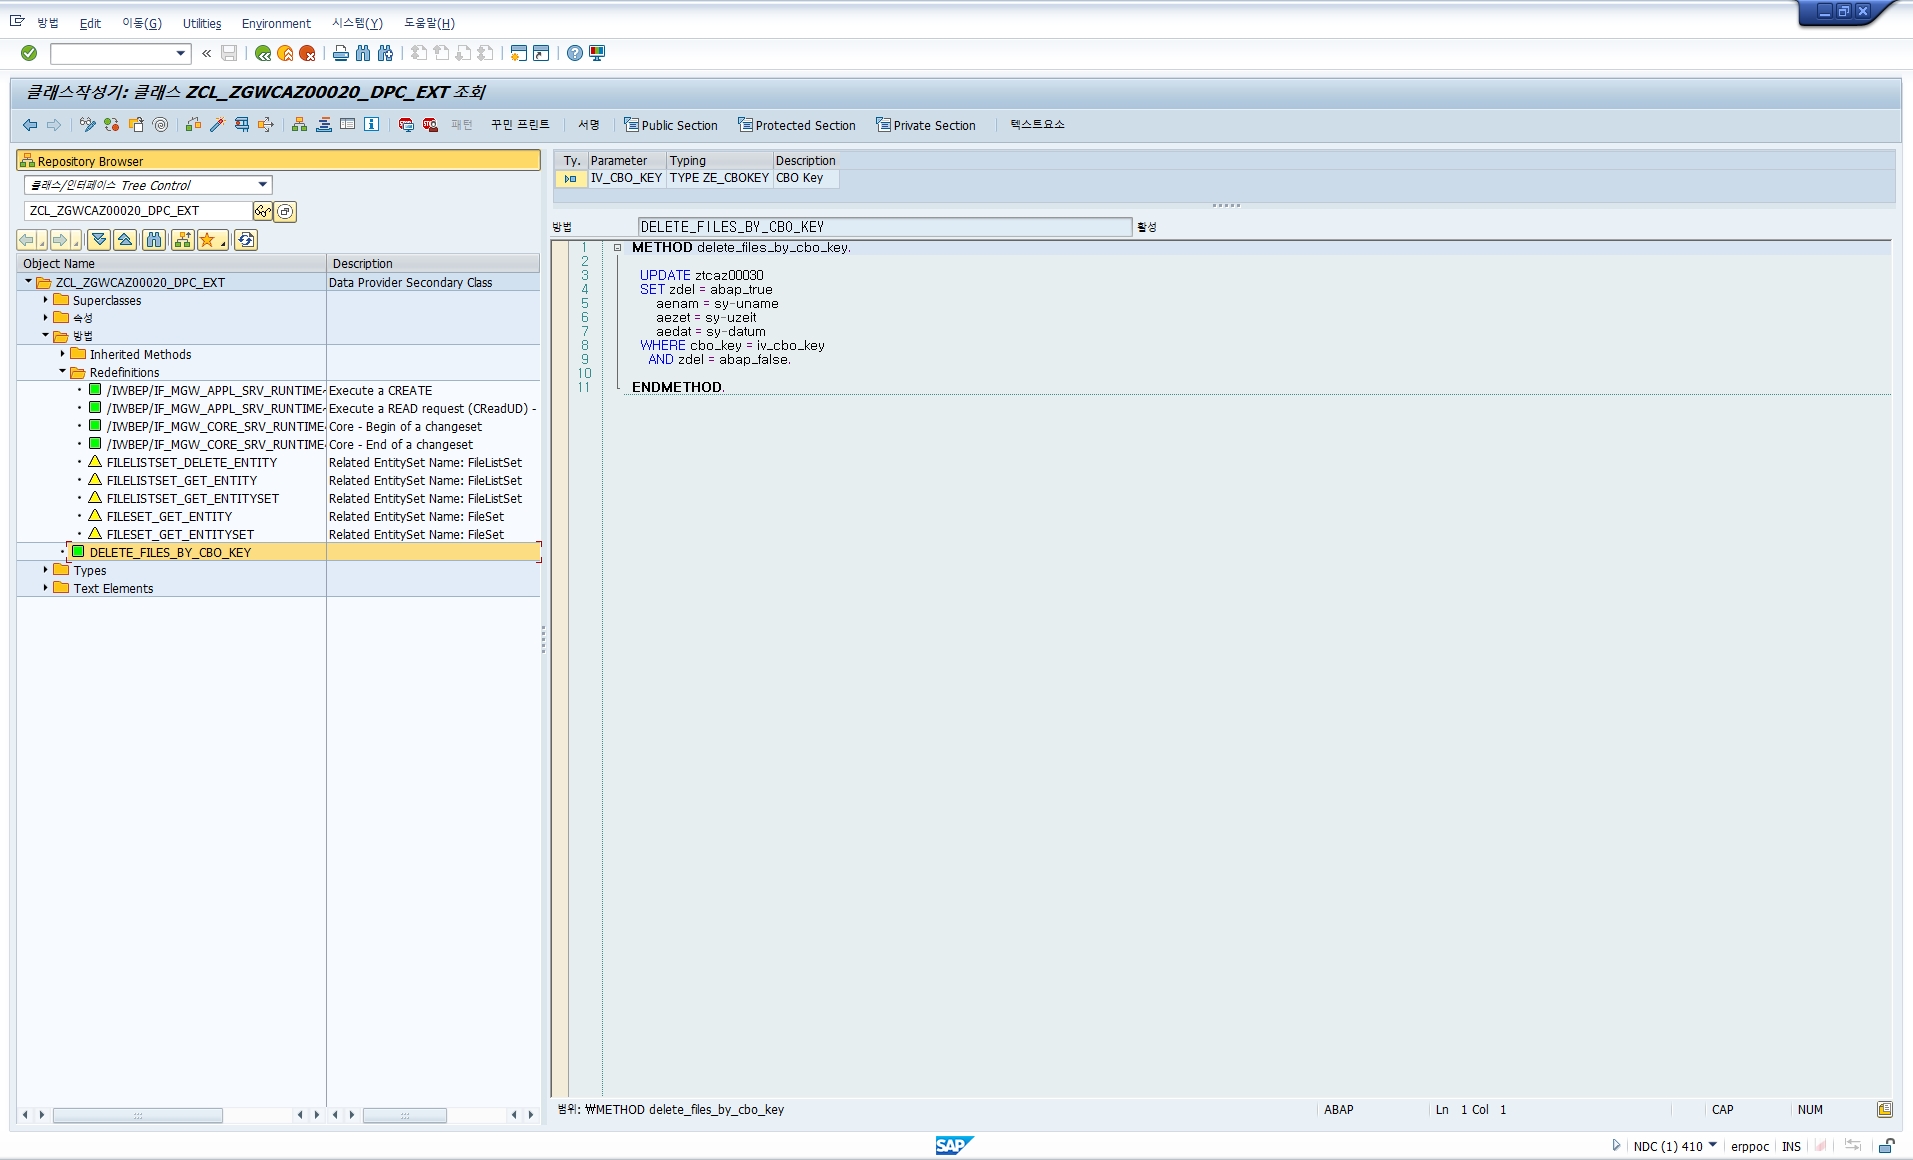 방법 Edit 이동(G) Utilities Environment 시스템(Y) 도움말(H)
클래스작성기: 클래스 ZCL_ZGWCAZ00020_DPC_EXT 조회
패턴 꾸민 프린트 서명 Public Section Protected Section Private Section 텍스트요소
Repository Browser
클래스/인터페이스 Tree Control
ZCL_ZGWCAZ00020_DPC_EXT
Object Name Description
ZCL_ZGWCAZ00020_DPC_EXT Data Provider Secondary Class
Superclasses
속성
방법
Inherited Methods
Redefinitions
/IWBEP/IF_MGW_APPL_SRV_RUNTIME~ Execute a CREATE
/IWBEP/IF_MGW_APPL_SRV_RUNTIME~ Execute a READ request (CReadUD) -
/IWBEP/IF_MGW_CORE_SRV_RUNTIME~ Core - Begin of a changeset
/IWBEP/IF_MGW_CORE_SRV_RUNTIME~ Core - End of a changeset
FILELISTSET_DELETE_ENTITY Related EntitySet Name: FileListSet
FILELISTSET_GET_ENTITY Related EntitySet Name: FileListSet
FILELISTSET_GET_ENTITYSET Related EntitySet Name: FileListSet
FILESET_GET_ENTITY Related EntitySet Name: FileSet
FILESET_GET_ENTITYSET Related EntitySet Name: FileSet
DELETE_FILES_BY_CBO_KEY
Types
Text Elements
Ty. Parameter Typing Description
IV_CBO_KEY TYPE ZE_CBOKEY CBO Key
방법 DELETE_FILES_BY_CBO_KEY 활성
1 METHOD delete_files_by_cbo_key.
2
3 UPDATE ztcaz00030
4 SET zdel = abap_true
5 aenam = sy-uname
6 aezet = sy-uzeit
7 aedat = sy-datum
8 WHERE cbo_key = iv_cbo_key
9 AND zdel = abap_false.
10
11 ENDMETHOD.
범위: ₩METHOD delete_files_by_cbo_key ABAP Ln 1 Col 1 CAP NUM
SAP NDC (1) 410 erppoc INS